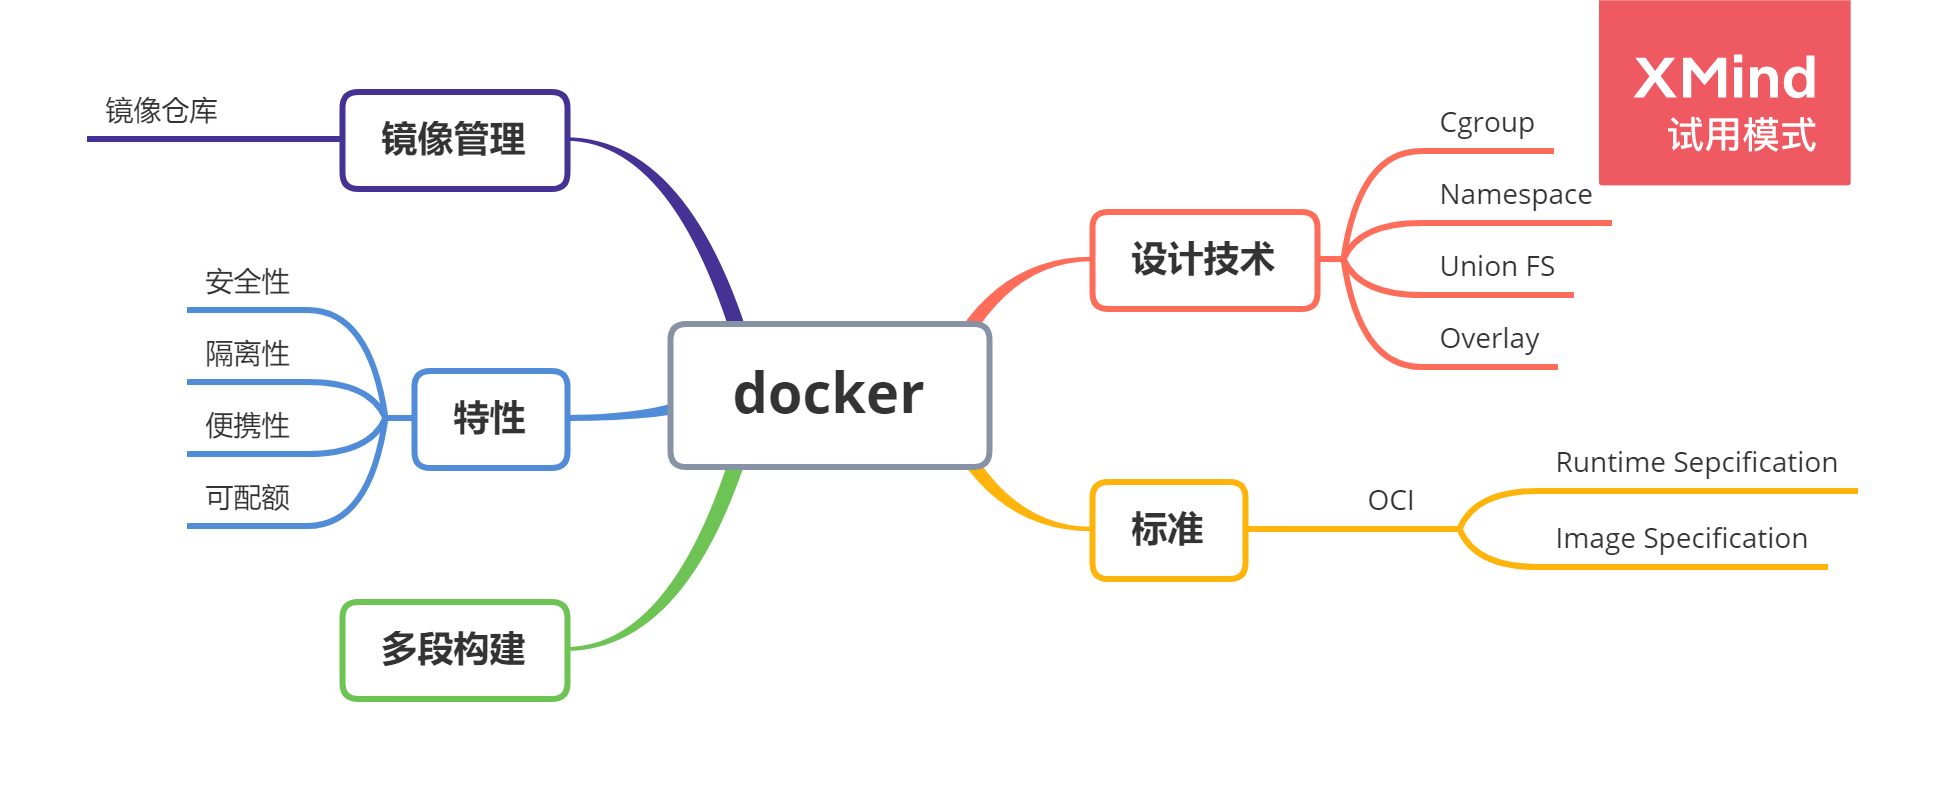 XMind
试用模式
docker
设计技术
Cgroup
Namespace
Union FS
Overlay
标准
OCI
Runtime Sepcification
Image Specification
镜像管理
镜像仓库
特性
安全性
隔离性
便携性
可配额
多段构建